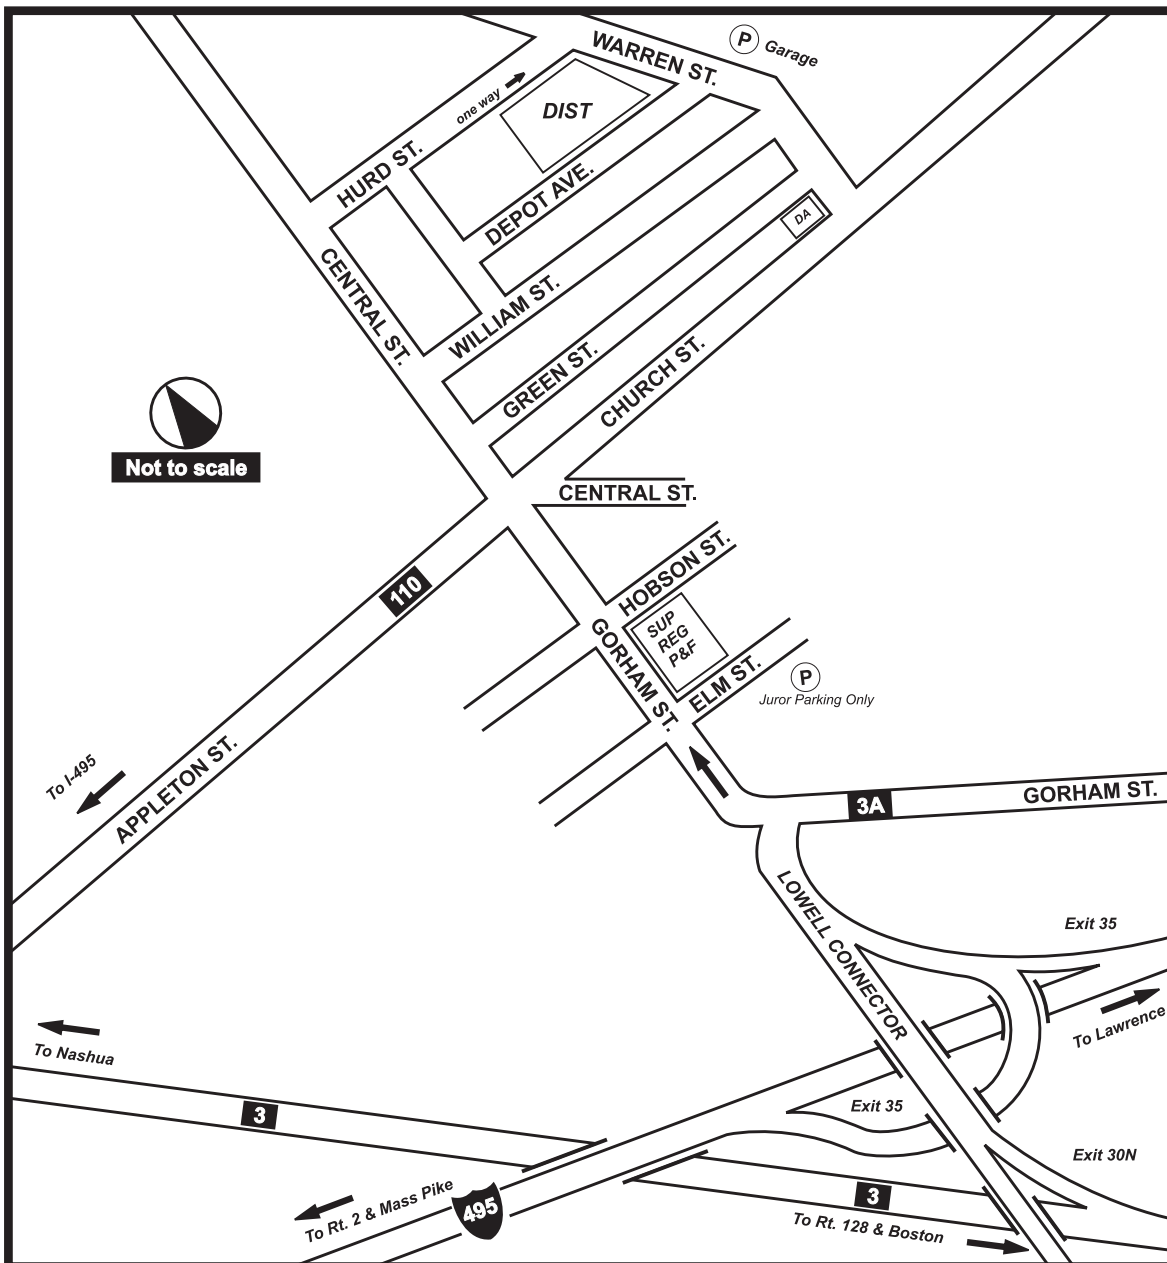 WARREN ST.
P
Garage
one way
DIST
HURD ST.
DEPOT AVE.
DA
CENTRAL ST.
WILLIAM ST.
GREEN ST.
CHURCH ST.
Not to scale
CENTRAL ST.
HOBSON ST.
110
SUP
REG
P&F
GORHAM ST.
ELM ST.
P
Juror Parking Only
To I-495
APPLETON ST.
3A
GORHAM ST.
LOWELL CONNECTOR
Exit 35
To Lawrence
To Nashua
3
Exit 35
Exit 30N
To Rt. 2 & Mass Pike
495
3
To Rt. 128 & Boston